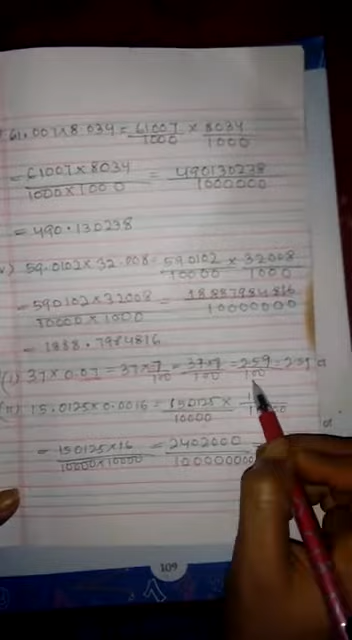 61.007×8.034 = 61007/1000 × 8034/1000
= 61007×8034/1000×1000 = 490130238/1000000
= 490.130238
v) 59.0102×32.008 = 590102/10000 × 32008/1000
= 590102×32008/10000×1000 = 18887984816/10000000
= 1888.7984816
(i) 37×0.07 = 37×7/100 = 37×7/100 = 259/100 = 2.59
(ii) 15.0125×0.0016 = 150125/10000 ×
= 150125×16/10000×10000 = 2402000/100000000
109